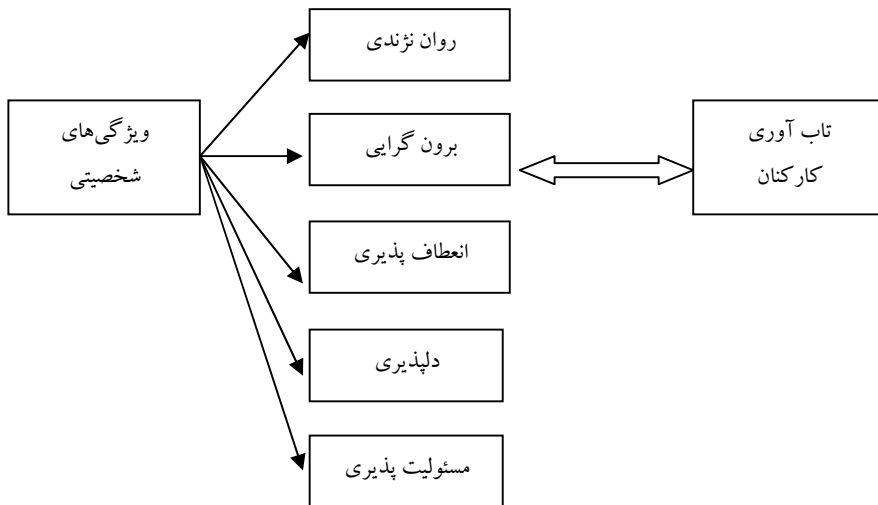 روان نژندی
ویژگی‌های
شخصیتی
برون گرایی
تاب آوری
کارکنان
انعطاف پذیری
دلپذیری
مسئولیت پذیری